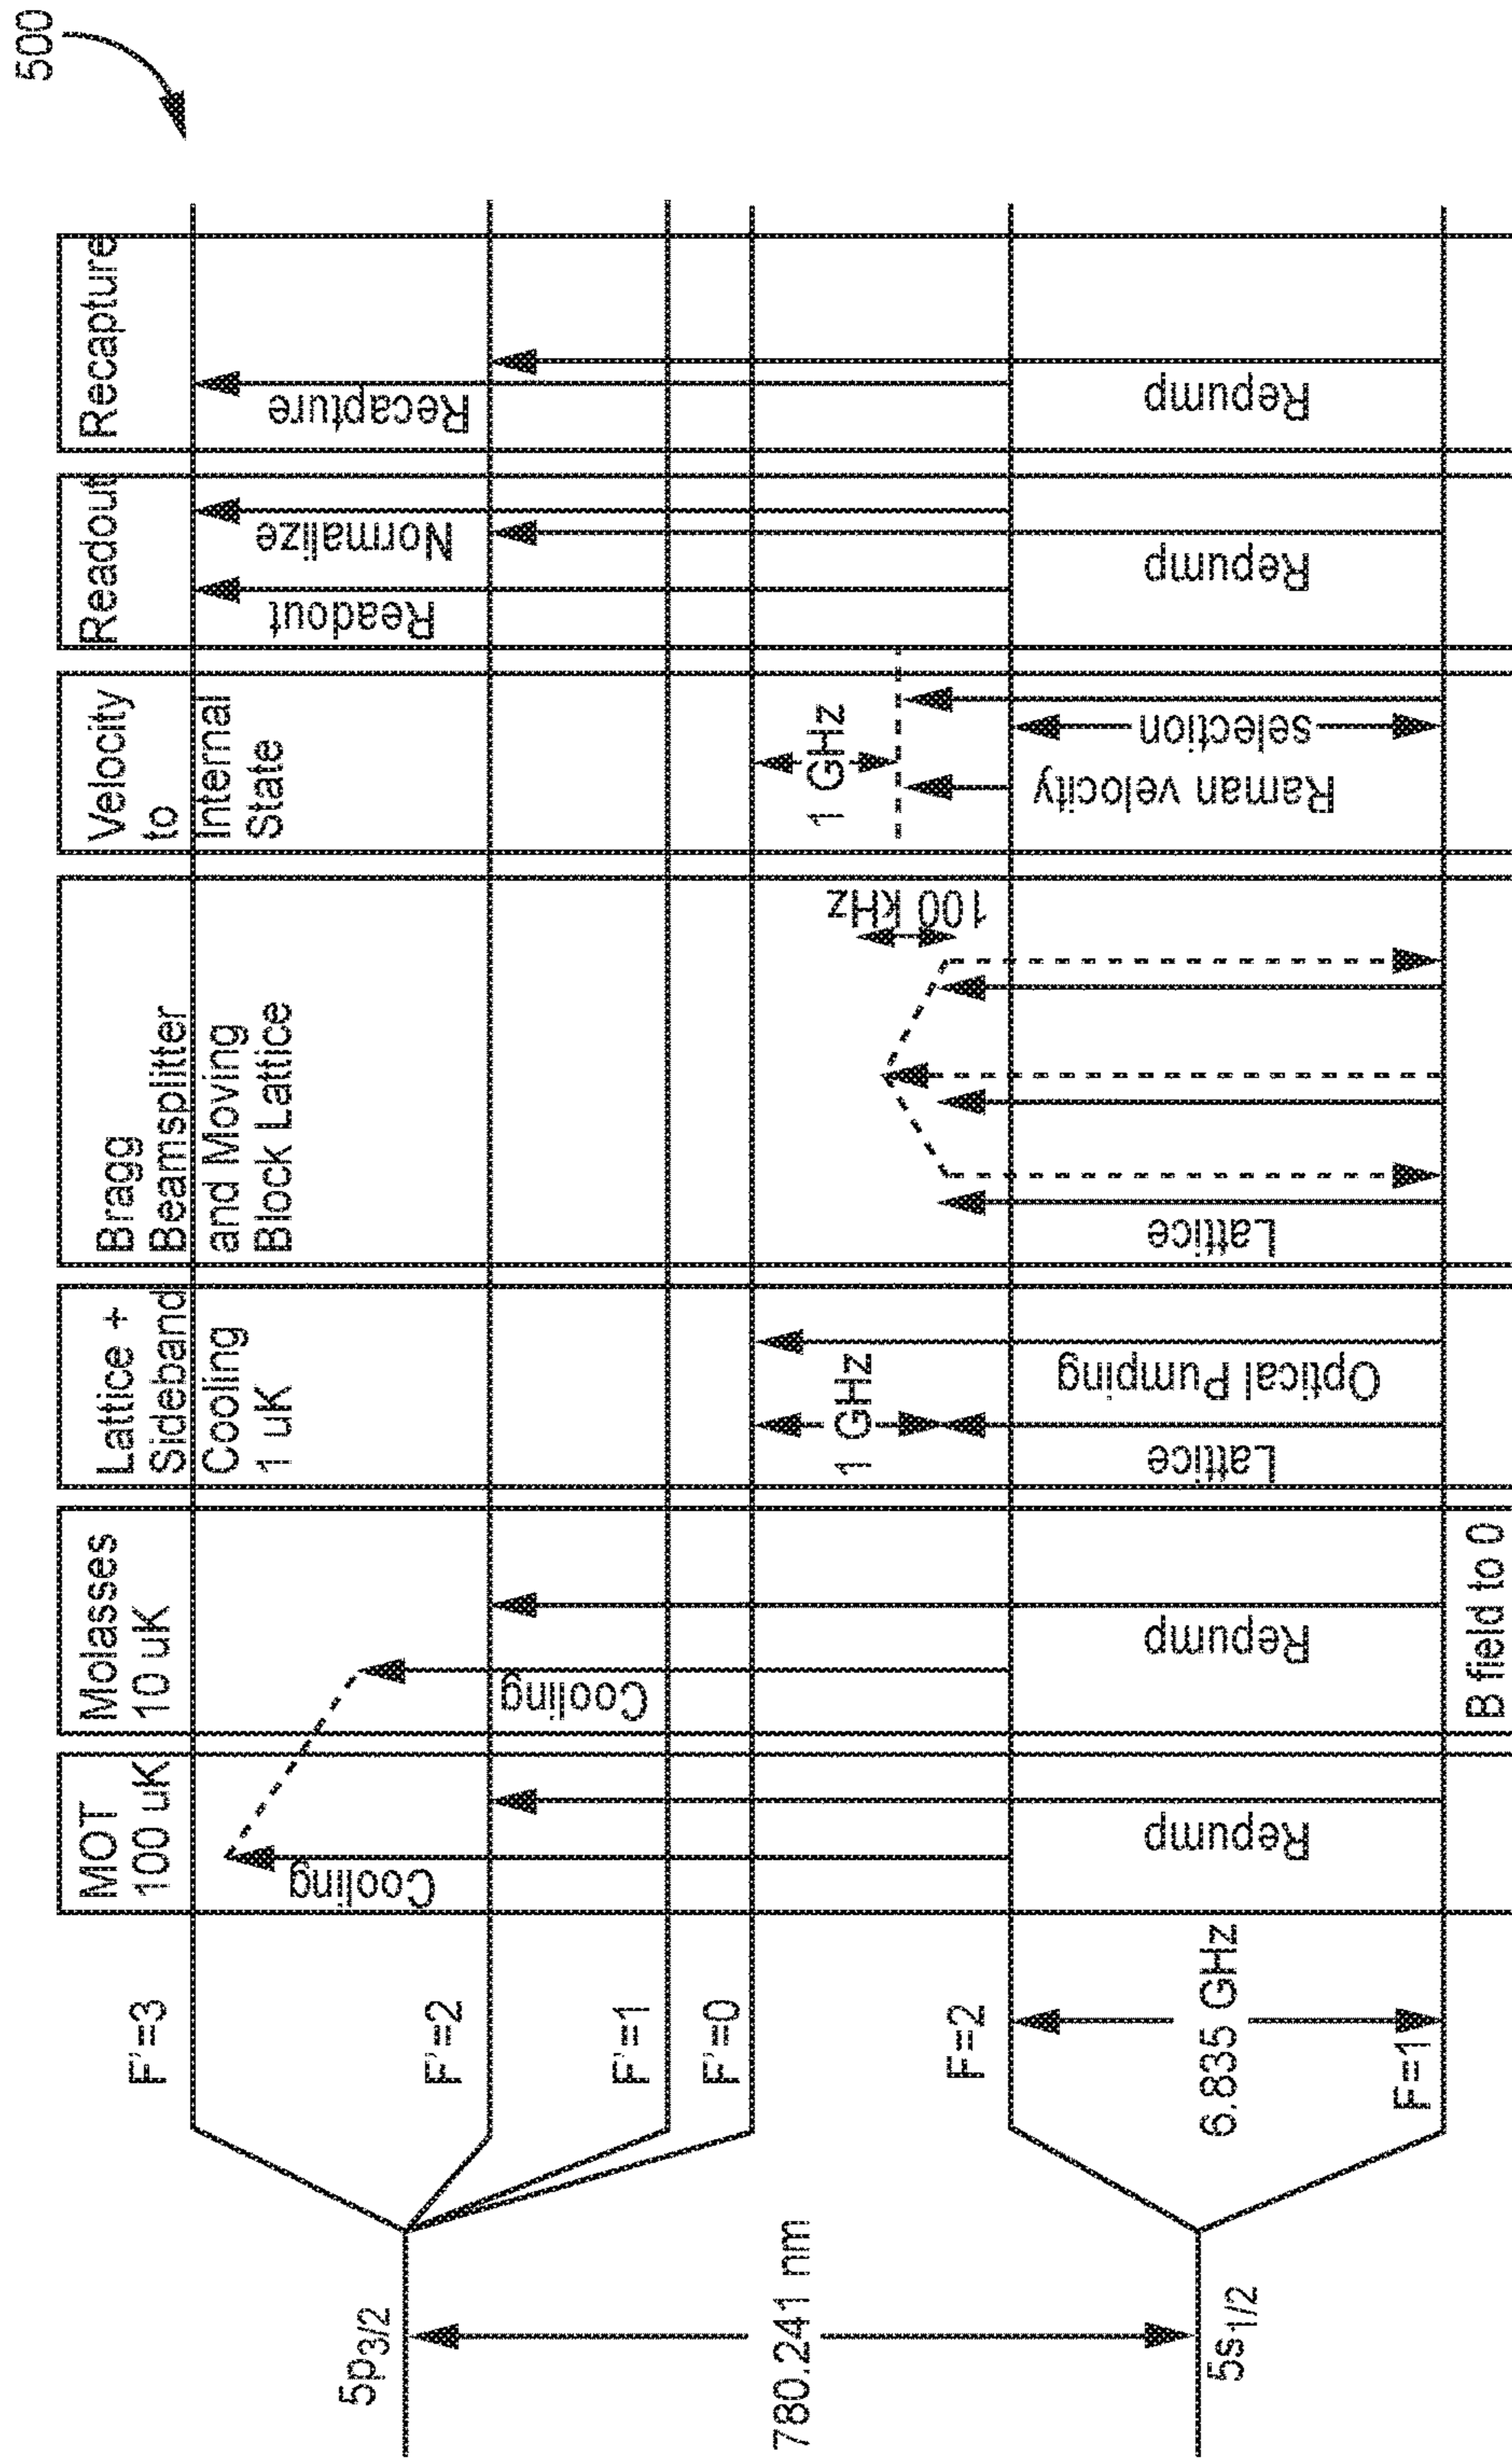 500
MOT
100 uK
Molasses
10 uK
Lattice +
Sideband
Cooling
1 uK
Bragg
Beamsplitter
and Moving
Block Lattice
Velocity
to
Internal
State
Readout
Recapture
5p3/2
780.241 nm
5s1/2
F'=3
F'=2
F'=1
F'=0
F=2
6.835 GHz
F=1
Cooling
Repump
Cooling
Repump
B field to 0
1 GHz
Lattice
Optical Pumping
Lattice
100 kHz
1 GHz
Raman velocity
selection
Readout
Normalize
Repump
Recapture
Repump